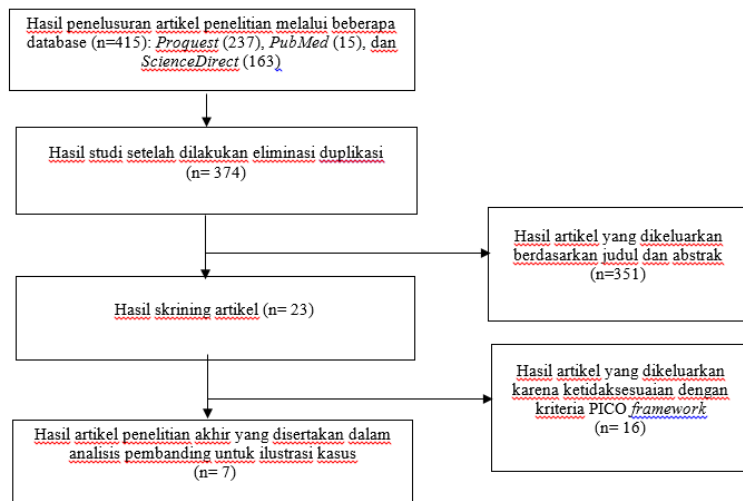 Hasil penelusuran artikel penelitian melalui beberapa
database (n=415): Proquest (237), PubMed (15), dan
ScienceDirect (163)
Hasil studi setelah dilakukan eliminasi duplikasi
(n= 374)
Hasil artikel yang dikeluarkan
berdasarkan judul dan abstrak
(n=351)
Hasil skrining artikel (n= 23)
Hasil artikel yang dikeluarkan
karena ketidaksesuaian dengan
kriteria PICO framework
(n= 16)
Hasil artikel penelitian akhir yang disertakan dalam
analisis pembanding untuk ilustrasi kasus
(n= 7)